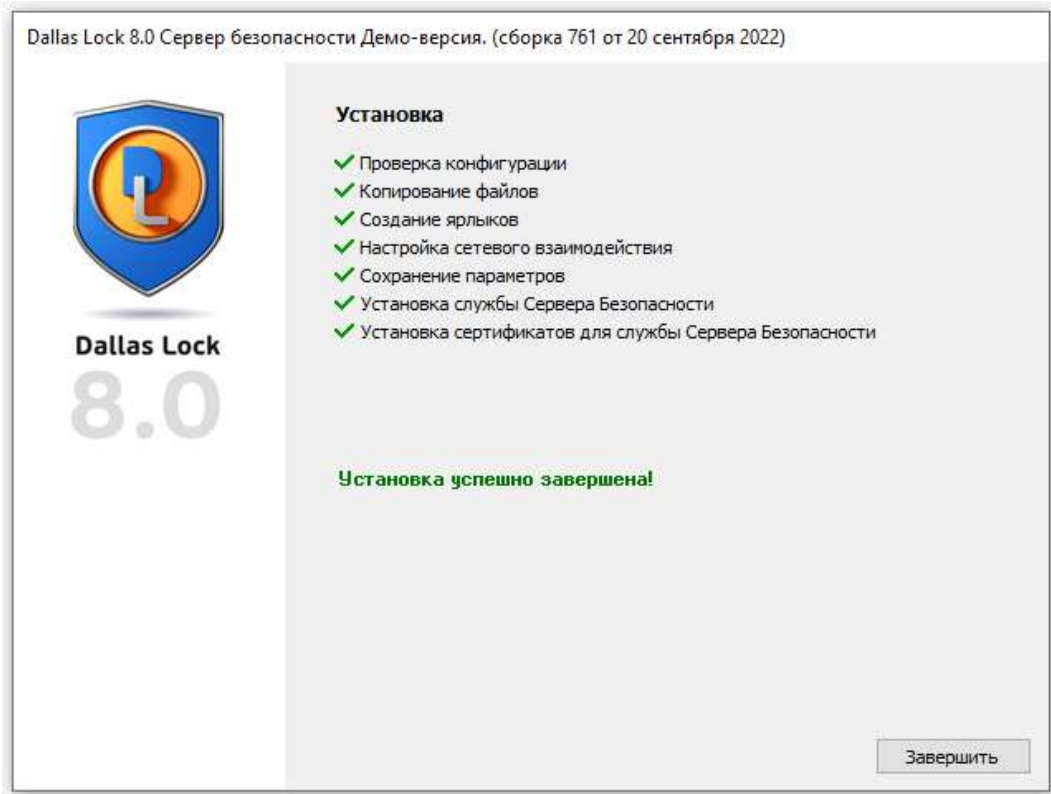 Dallas Lock 8.0 Сервер безопасности Демо-версия. (сборка 761 от 20 сентября 2022)
DL
Dallas Lock
8.0
Установка
Проверка конфигурации
Копирование файлов
Создание ярлыков
Настройка сетевого взаимодействия
Сохранение параметров
Установка службы Сервера Безопасности
Установка сертификатов для службы Сервера Безопасности
Установка успешно завершена!
Завершить